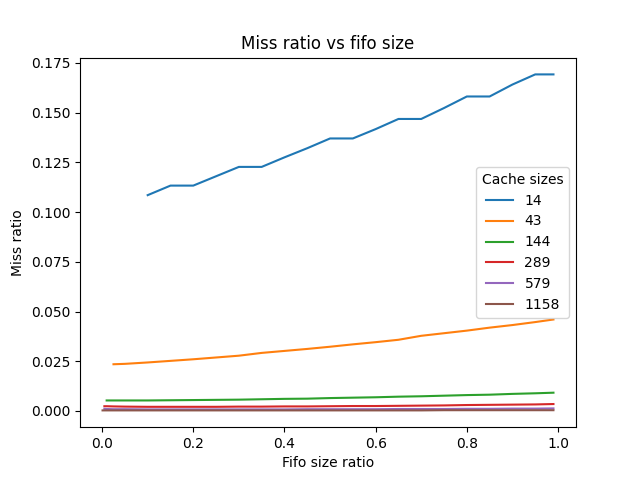 Miss ratio vs fifo size
0.175
0.150
0.125
0.100
0.075
0.050
0.025
0.000
Miss ratio
Cache sizes
14
43
144
289
579
1158
0.0 0.2 0.4 0.6 0.8 1.0
Fifo size ratio